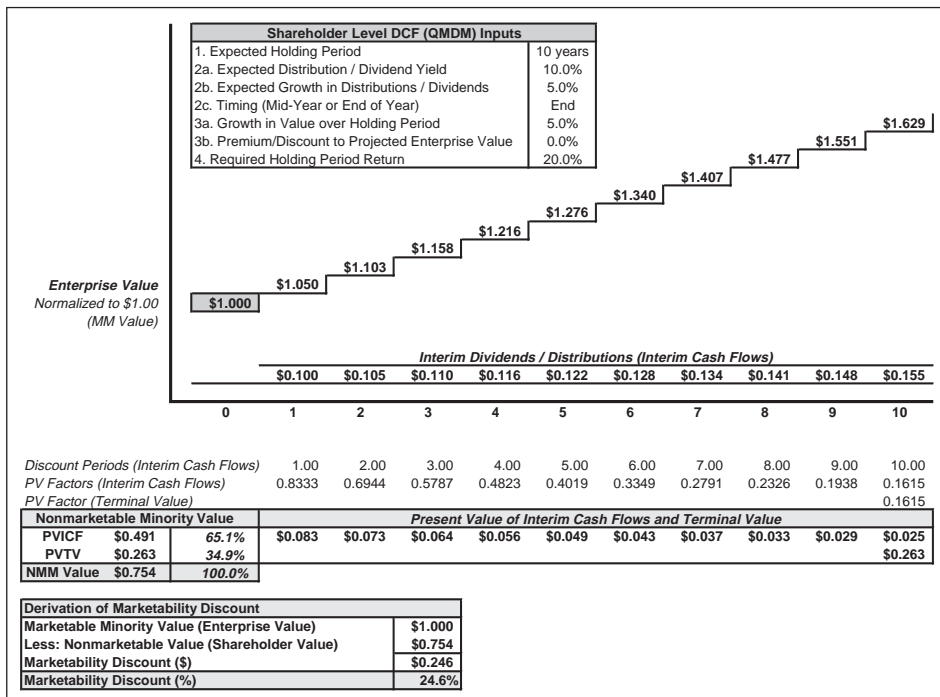 Shareholder Level DCF (QMDM) Inputs
1. Expected Holding Period 10 years
2a. Expected Distribution / Dividend Yield 10.0%
2b. Expected Growth in Distributions / Dividends 5.0%
2c. Timing (Mid-Year or End of Year) End
3a. Growth in Value over Holding Period 5.0%
3b. Premium/Discount to Projected Enterprise Value 0.0%
4. Required Holding Period Return 20.0%
$1.629
$1.551
$1.477
$1.407
$1.340
$1.276
$1.216
$1.158
$1.103
$1.050
Enterprise Value
Normalized to $1.00 $1.000
(MM Value)
Interim Dividends / Distributions (Interim Cash Flows)
$0.100 $0.105 $0.110 $0.116 $0.122 $0.128 $0.134 $0.141 $0.148 $0.155
0 1 2 3 4 5 6 7 8 9 10
Discount Periods (Interim Cash Flows) 1.00 2.00 3.00 4.00 5.00 6.00 7.00 8.00 9.00 10.00
PV Factors (Interim Cash Flows) 0.8333 0.6944 0.5787 0.4823 0.4019 0.3349 0.2791 0.2326 0.1938 0.1615
PV Factor (Terminal Value) 0.1615
Nonmarketable Minority Value Present Value of Interim Cash Flows and Terminal Value
PVICF $0.491 65.1% $0.083 $0.073 $0.064 $0.056 $0.049 $0.043 $0.037 $0.033 $0.029 $0.025
PVTV $0.263 34.9% $0.263
NMM Value $0.754 100.0%
Derivation of Marketability Discount
Marketable Minority Value (Enterprise Value) $1.000
Less: Nonmarketable Value (Shareholder Value) $0.754
Marketability Discount ($) $0.246
Marketability Discount (%) 24.6%